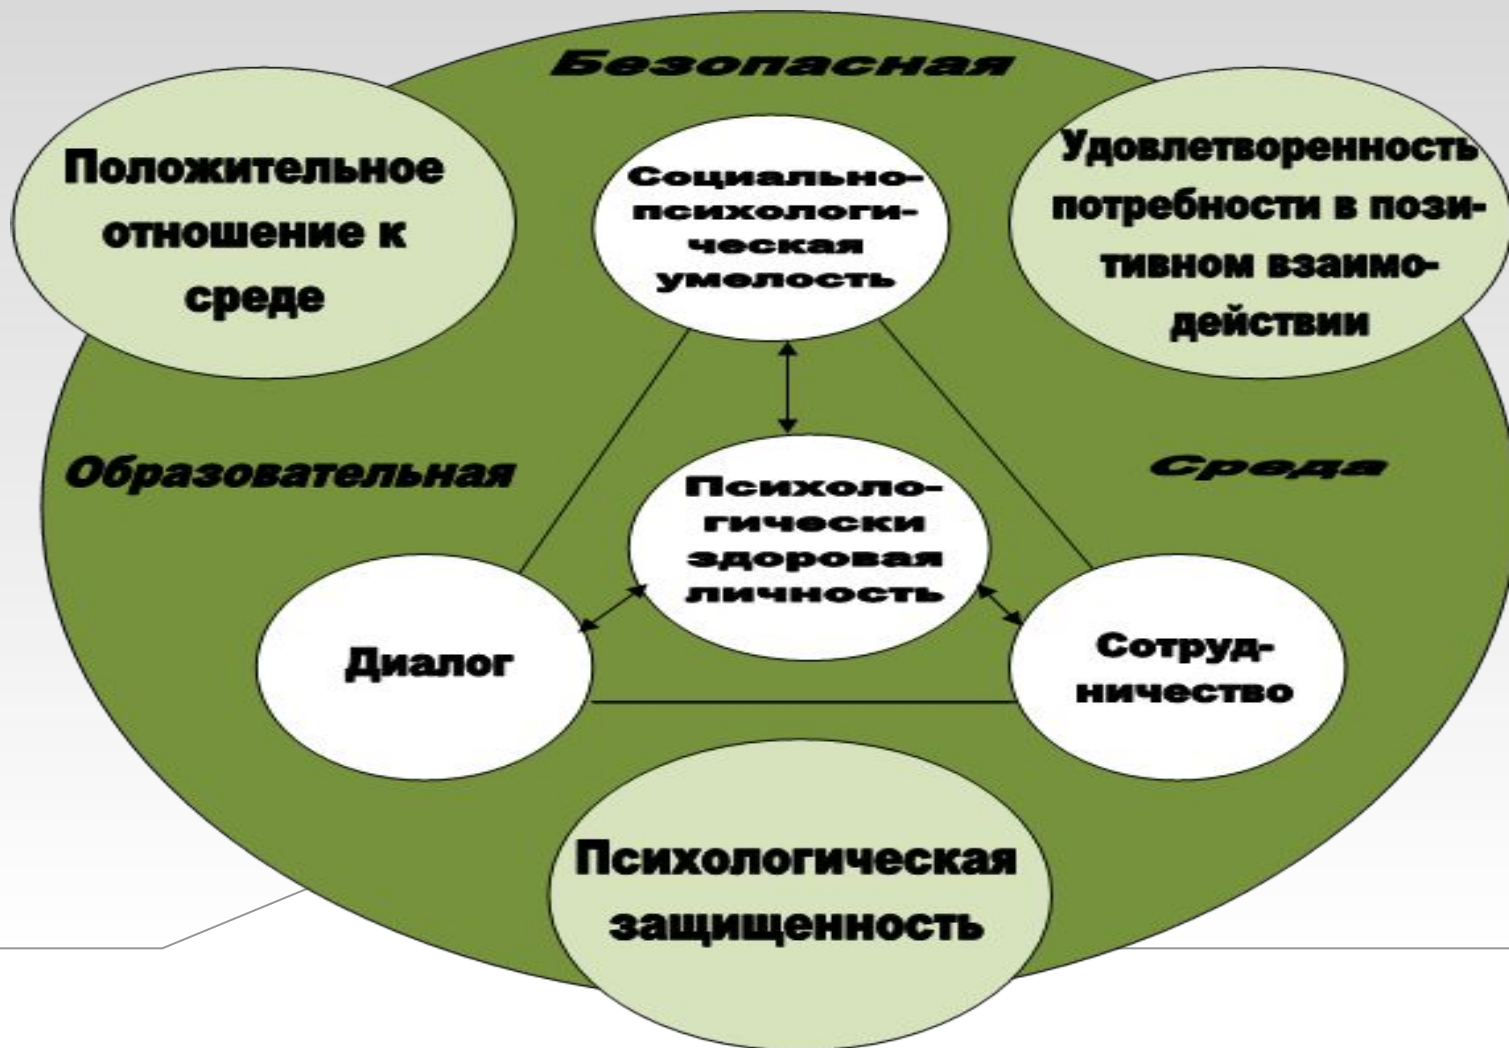 Безопасная
Положительное
отношение к
среде
Социально-
психологи-
ческая
умелость
Удовлетворенность
потребности в пози-
тивном взаимо-
действии
Образовательная
Среда
Психоло-
гически
здоровая
личность
Диалог
Сотруд-
ничество
Психологическая
защищенность